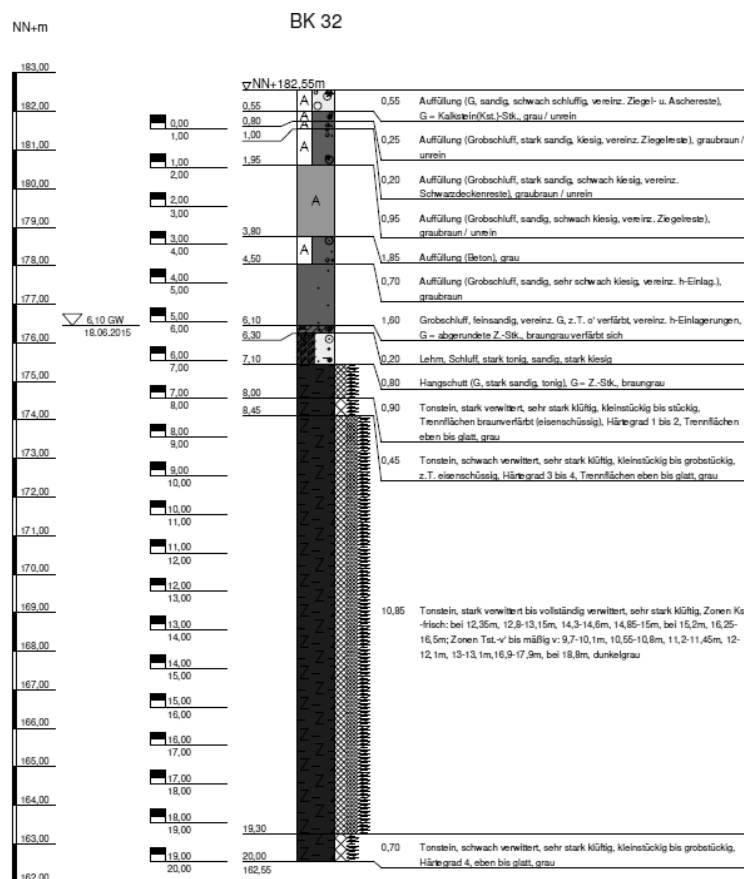 BK 32
NN+m
183,00
182,00
181,00
180,00
179,00
178,00
177,00
176,00
175,00
174,00
173,00
172,00
171,00
170,00
169,00
168,00
167,00
166,00
165,00
164,00
163,00
162,00
6,10 GW
18.06.2015
0,00
1,00
1,00
2,00
2,00
3,00
3,00
4,00
4,00
5,00
5,00
6,00
6,00
7,00
7,00
8,00
8,00
9,00
9,00
10,00
10,00
11,00
11,00
12,00
12,00
13,00
13,00
14,00
14,00
15,00
15,00
16,00
16,00
17,00
17,00
18,00
18,00
19,00
19,00
20,00
NN+182,55m
0,55
0,80
1,00
1,95
3,80
4,50
6,10
6,30
7,10
8,00
8,45
19,30
20,00
162,55
A
A
A
A
A
A
0,55 Auffüllung (G, sandig, schwach schluffig, vereinz. Ziegel- u. Aschereste),
G = Kalkstein(Kst.)-Stk., grau / unrein
0,25 Auffüllung (Grobschluff, stark sandig, kiesig, vereinz. Ziegelreste), graubraun /
unrein
0,20 Auffüllung (Grobschluff, stark sandig, schwach kiesig, vereinz.
Schwarzdeckenreste), graubraun / unrein
0,95 Auffüllung (Grobschluff, sandig, schwach kiesig, vereinz. Ziegelreste),
graubraun / unrein
1,85 Auffüllung (Beton), grau
0,70 Auffüllung (Grobschluff, sandig, sehr schwach kiesig, vereinz. h-Einlag.),
graubraun
1,60 Grobschluff, feinsandig, vereinz. G, z.T. o' verfärbt, vereinz. h-Einlagerungen,
G = abgerundete Z.-Stk., braungrau verfärbt sich
0,20 Lehm, Schluff, stark tonig, sandig, stark kiesig
0,80 Hangschutt (G, stark sandig, tonig), G = Z.-Stk., braungrau
0,90 Tonstein, stark verwittert, sehr stark klüftig, kleinstückig bis stückig,
Trennflächen braunverfärbt (eisenschüssig), Härtegrad 1 bis 2, Trennflächen
eben bis glatt, grau
0,45 Tonstein, schwach verwittert, sehr stark klüftig, kleinstückig bis grobstückig,
z.T. eisenschüssig, Härtegrad 3 bis 4, Trennflächen eben bis glatt, grau
10,85 Tonstein, stark verwittert bis vollständig verwittert, sehr stark klüftig, Zonen Ks
-frisch: bei 12,35m, 12,8-13,15m, 14,3-14,6m, 14,85-15m, bei 15,2m, 16,25-
16,5m; Zonen Tst.-v' bis mäßig v: 9,7-10,1m, 10,55-10,8m, 11,2-11,45m, 12-
12,1m, 13-13,1m,16,9-17,9m, bei 18,8m, dunkelgrau
0,70 Tonstein, schwach verwittert, sehr stark klüftig, kleinstückig bis grobstückig,
Härtegrad 4, eben bis glatt, grau